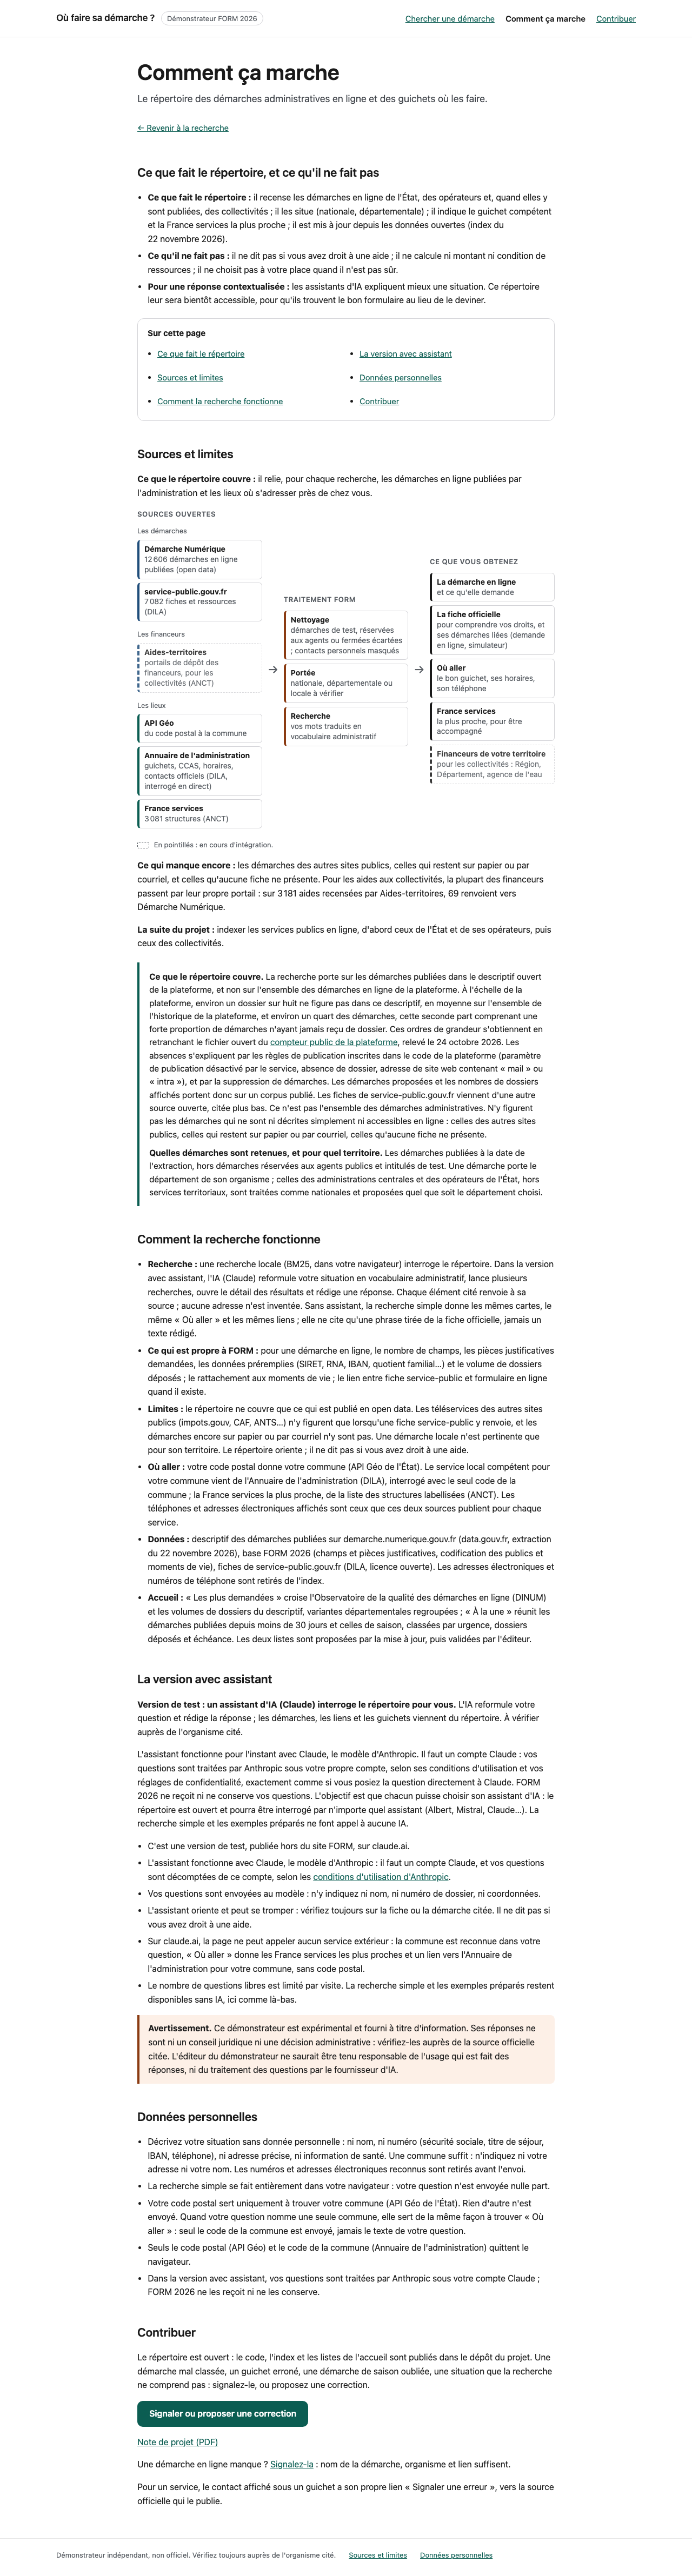 Où faire sa démarche ?
Démonstrateur FORM 2026
Chercher une démarche
Comment ça marche
Contribuer
Comment ça marche
Le répertoire des démarches administratives en ligne et des guichets où les faire.
← Revenir à la recherche
Ce que fait le répertoire, et ce qu'il ne fait pas
• Ce que fait le répertoire : il recense les démarches en ligne de l'État, des opérateurs et, quand elles y
sont publiées, des collectivités ; il les situe (nationale, départementale) ; il indique le guichet compétent
et la France services la plus proche ; il est mis à jour depuis les données ouvertes (index du
22 novembre 2026).
• Ce qu'il ne fait pas : il ne dit pas si vous avez droit à une aide ; il ne calcule ni montant ni condition de
ressources ; il ne choisit pas à votre place quand il n'est pas sûr.
• Pour une réponse contextualisée : les assistants d'IA expliquent mieux une situation. Ce répertoire
leur sera bientôt accessible, pour qu'ils trouvent le bon formulaire au lieu de le deviner.
Sur cette page
• Ce que fait le répertoire
• La version avec assistant
• Sources et limites
• Données personnelles
• Comment la recherche fonctionne
• Contribuer
Sources et limites
Ce que le répertoire couvre : il relie, pour chaque recherche, les démarches en ligne publiées par
l'administration et les lieux où s'adresser près de chez vous.
SOURCES OUVERTES
Les démarches
Démarche Numérique
12 606 démarches en ligne
publiées (open data)
service-public.gouv.fr
7 082 fiches et ressources
(DILA)
Les financeurs
Aides-territoires
portails de dépôt des
financeurs, pour les
collectivités (ANCT)
Les lieux
API Géo
du code postal à la commune
Annuaire de l'administration
guichets, CCAS, horaires,
contacts officiels (DILA,
interrogé en direct)
France services
3 081 structures (ANCT)
→
TRAITEMENT FORM
Nettoyage
démarches de test, réservées
aux agents ou fermées écartées
; contacts personnels masqués
Portée
nationale, départementale ou
locale à vérifier
Recherche
vos mots traduits en
vocabulaire administratif
→
CE QUE VOUS OBTENEZ
La démarche en ligne
et ce qu'elle demande
La fiche officielle
pour comprendre vos droits, et
ses démarches liées (demande
en ligne, simulateur)
Où aller
le bon guichet, ses horaires,
son téléphone
France services
la plus proche, pour être
accompagné
Financeurs de votre territoire
pour les collectivités : Région,
Département, agence de l'eau
En pointillés : en cours d'intégration.
Ce qui manque encore : les démarches des autres sites publics, celles qui restent sur papier ou par
courriel, et celles qu'aucune fiche ne présente. Pour les aides aux collectivités, la plupart des financeurs
passent par leur propre portail : sur 3 181 aides recensées par Aides-territoires, 69 renvoient vers
Démarche Numérique.
La suite du projet : indexer les services publics en ligne, d'abord ceux de l'État et de ses opérateurs, puis
ceux des collectivités.
Ce que le répertoire couvre. La recherche porte sur les démarches publiées dans le descriptif ouvert
de la plateforme, et non sur l'ensemble des démarches en ligne de la plateforme. À l'échelle de la
plateforme, environ un dossier sur huit ne figure pas dans ce descriptif, en moyenne sur l'ensemble de
l'historique de la plateforme, et environ un quart des démarches, cette seconde part comprenant une
forte proportion de démarches n'ayant jamais reçu de dossier. Ces ordres de grandeur s'obtiennent en
retranchant le fichier ouvert du compteur public de la plateforme, relevé le 24 octobre 2026. Les
absences s'expliquent par les règles de publication inscrites dans le code de la plateforme (paramètre
de publication désactivé par le service, absence de dossier, adresse de site web contenant « mail » ou
« intra »), et par la suppression de démarches. Les démarches proposées et les nombres de dossiers
affichés portent donc sur un corpus publié. Les fiches de service-public.gouv.fr viennent d'une autre
source ouverte, citée plus bas. Ce n'est pas l'ensemble des démarches administratives. N'y figurent
pas les démarches qui ne sont ni décrites simplement ni accessibles en ligne : celles des autres sites
publics, celles qui restent sur papier ou par courriel, celles qu'aucune fiche ne présente.
Quelles démarches sont retenues, et pour quel territoire. Les démarches publiées à la date de
l'extraction, hors démarches réservées aux agents publics et intitulés de test. Une démarche porte le
département de son organisme ; celles des administrations centrales et des opérateurs de l'État, hors
services territoriaux, sont traitées comme nationales et proposées quel que soit le département choisi.
Comment la recherche fonctionne
• Recherche : une recherche locale (BM25, dans votre navigateur) interroge le répertoire. Dans la version
avec assistant, l'IA (Claude) reformule votre situation en vocabulaire administratif, lance plusieurs
recherches, ouvre le détail des résultats et rédige une réponse. Chaque élément cité renvoie à sa
source ; aucune adresse n'est inventée. Sans assistant, la recherche simple donne les mêmes cartes, le
même « Où aller » et les mêmes liens ; elle ne cite qu'une phrase tirée de la fiche officielle, jamais un
texte rédigé.
• Ce qui est propre à FORM : pour une démarche en ligne, le nombre de champs, les pièces justificatives
demandées, les données préremplies (SIRET, RNA, IBAN, quotient familial...) et le volume de dossiers
déposés ; le rattachement aux moments de vie ; le lien entre fiche service-public et formulaire en ligne
quand il existe.
• Limites : le répertoire ne couvre que ce qui est publié en open data. Les téléservices des autres sites
publics (impots.gouv, CAF, ANTS...) n'y figurent que lorsqu'une fiche service-public y renvoie, et les
démarches encore sur papier ou par courriel n'y sont pas. Une démarche locale n'est pertinente que
pour son territoire. Le répertoire oriente ; il ne dit pas si vous avez droit à une aide.
• Où aller : votre code postal donne votre commune (API Géo de l'État). Le service local compétent pour
votre commune vient de l'Annuaire de l'administration (DILA), interrogé avec le seul code de la
commune ; la France services la plus proche, de la liste des structures labellisées (ANCT). Les
téléphones et adresses électroniques affichés sont ceux que ces deux sources publient pour chaque
service.
• Données : descriptif des démarches publiées sur demarche.numerique.gouv.fr (data.gouv.fr, extraction
du 22 novembre 2026), base FORM 2026 (champs et pièces justificatives, codification des publics et
moments de vie), fiches de service-public.gouv.fr (DILA, licence ouverte). Les adresses électroniques et
numéros de téléphone sont retirés de l'index.
• Accueil : « Les plus demandées » croise l'Observatoire de la qualité des démarches en ligne (DINUM)
et les volumes de dossiers du descriptif, variantes départementales regroupées ; « À la une » réunit les
démarches publiées depuis moins de 30 jours et celles de saison, classées par urgence, dossiers
déposés et échéance. Les deux listes sont proposées par la mise à jour, puis validées par l'éditeur.
La version avec assistant
Version de test : un assistant d'IA (Claude) interroge le répertoire pour vous. L'IA reformule votre
question et rédige la réponse ; les démarches, les liens et les guichets viennent du répertoire. À vérifier
auprès de l'organisme cité.
L'assistant fonctionne pour l'instant avec Claude, le modèle d'Anthropic. Il faut un compte Claude : vos
questions sont traitées par Anthropic sous votre propre compte, selon ses conditions d'utilisation et vos
réglages de confidentialité, exactement comme si vous posiez la question directement à Claude. FORM
2026 ne reçoit ni ne conserve vos questions. L'objectif est que chacun puisse choisir son assistant d'IA : le
répertoire est ouvert et pourra être interrogé par n'importe quel assistant (Albert, Mistral, Claude...). La
recherche simple et les exemples préparés ne font appel à aucune IA.
• C'est une version de test, publiée hors du site FORM, sur claude.ai.
• L'assistant fonctionne avec Claude, le modèle d'Anthropic : il faut un compte Claude, et vos questions
sont décomptées de ce compte, selon les conditions d'utilisation d'Anthropic.
• Vos questions sont envoyées au modèle : n'y indiquez ni nom, ni numéro de dossier, ni coordonnées.
• L'assistant oriente et peut se tromper : vérifiez toujours sur la fiche ou la démarche citée. Il ne dit pas si
vous avez droit à une aide.
• Sur claude.ai, la page ne peut appeler aucun service extérieur : la commune est reconnue dans votre
question, « Où aller » donne les France services les plus proches et un lien vers l'Annuaire de
l'administration pour votre commune, sans code postal.
• Le nombre de questions libres est limité par visite. La recherche simple et les exemples préparés restent
disponibles sans IA, ici comme là-bas.
Avertissement. Ce démonstrateur est expérimental et fourni à titre d'information. Ses réponses ne
sont ni un conseil juridique ni une décision administrative : vérifiez-les auprès de la source officielle
citée. L'éditeur du démonstrateur ne saurait être tenu responsable de l'usage qui est fait des
réponses, ni du traitement des questions par le fournisseur d'IA.
Données personnelles
• Décrivez votre situation sans donnée personnelle : ni nom, ni numéro (sécurité sociale, titre de séjour,
IBAN, téléphone), ni adresse précise, ni information de santé. Une commune suffit : n'indiquez ni votre
adresse ni votre nom. Les numéros et adresses électroniques reconnus sont retirés avant l'envoi.
• La recherche simple se fait entièrement dans votre navigateur : votre question n'est envoyée nulle part.
• Votre code postal sert uniquement à trouver votre commune (API Géo de l'État). Rien d'autre n'est
envoyé. Quand votre question nomme une seule commune, elle sert de la même façon à trouver « Où
aller » : seul le code de la commune est envoyé, jamais le texte de votre question.
• Seuls le code postal (API Géo) et le code de la commune (Annuaire de l'administration) quittent le
navigateur.
• Dans la version avec assistant, vos questions sont traitées par Anthropic sous votre compte Claude ;
FORM 2026 ne les reçoit ni ne les conserve.
Contribuer
Le répertoire est ouvert : le code, l'index et les listes de l'accueil sont publiés dans le dépôt du projet. Une
démarche mal classée, un guichet erroné, une démarche de saison oubliée, une situation que la recherche
ne comprend pas : signalez-le, ou proposez une correction.
Signaler ou proposer une correction
Note de projet (PDF)
Une démarche en ligne manque ? Signalez-la : nom de la démarche, organisme et lien suffisent.
Pour un service, le contact affiché sous un guichet a son propre lien « Signaler une erreur », vers la source
officielle qui le publie.
Démonstrateur indépendant, non officiel. Vérifiez toujours auprès de l'organisme cité.
Sources et limites
Données personnelles